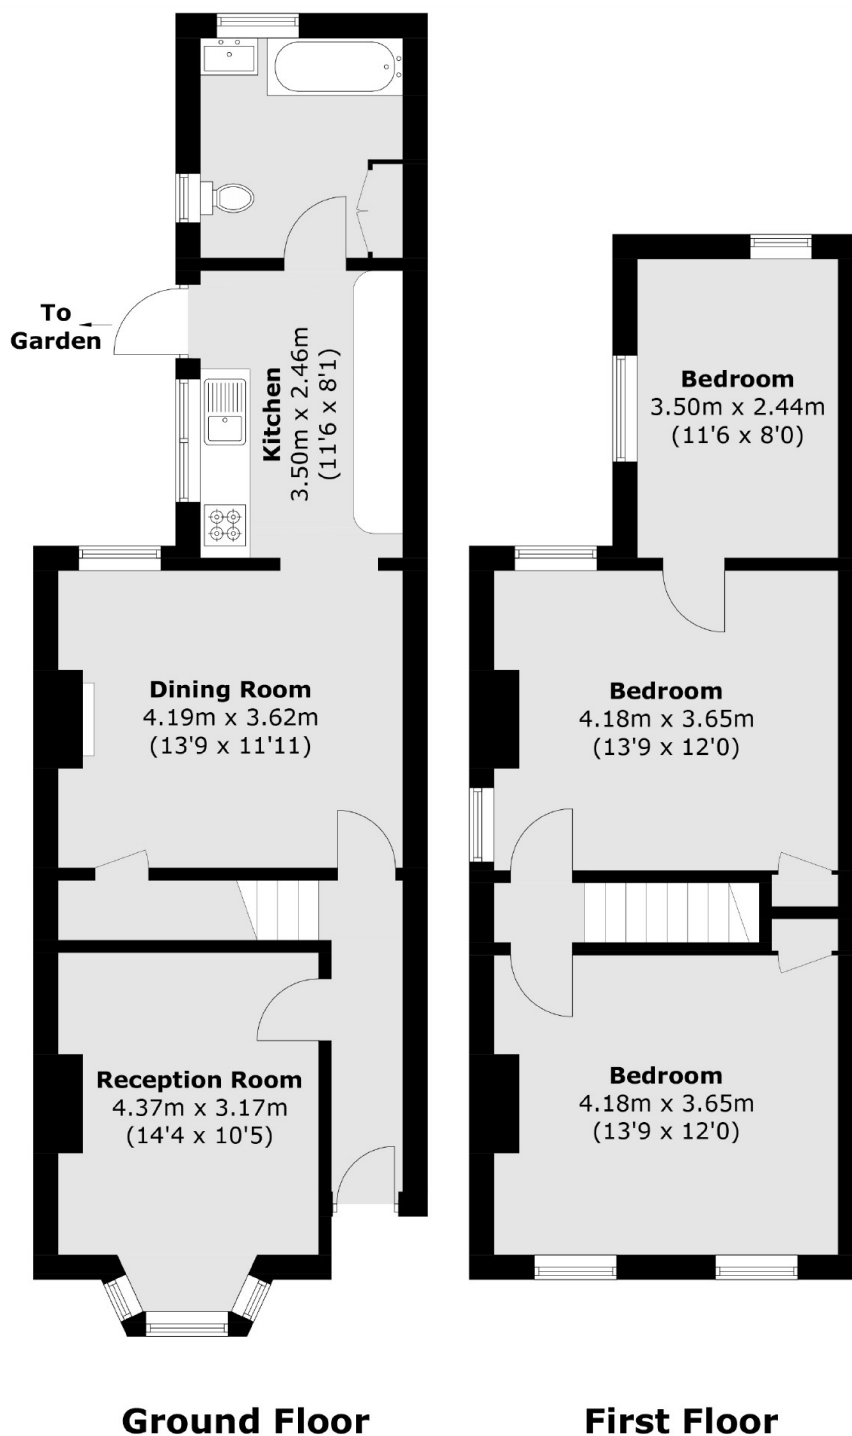 To
Garden
Kitchen
3.50m x 2.46m
(11'6 x 8'1)
Dining Room
4.19m x 3.62m
(13'9 x 11'11)
Reception Room
4.37m x 3.17m
(14'4 x 10'5)
Ground Floor
Bedroom
3.50m x 2.44m
(11'6 x 8'0)
Bedroom
4.18m x 3.65m
(13'9 x 12'0)
Bedroom
4.18m x 3.65m
(13'9 x 12'0)
First Floor